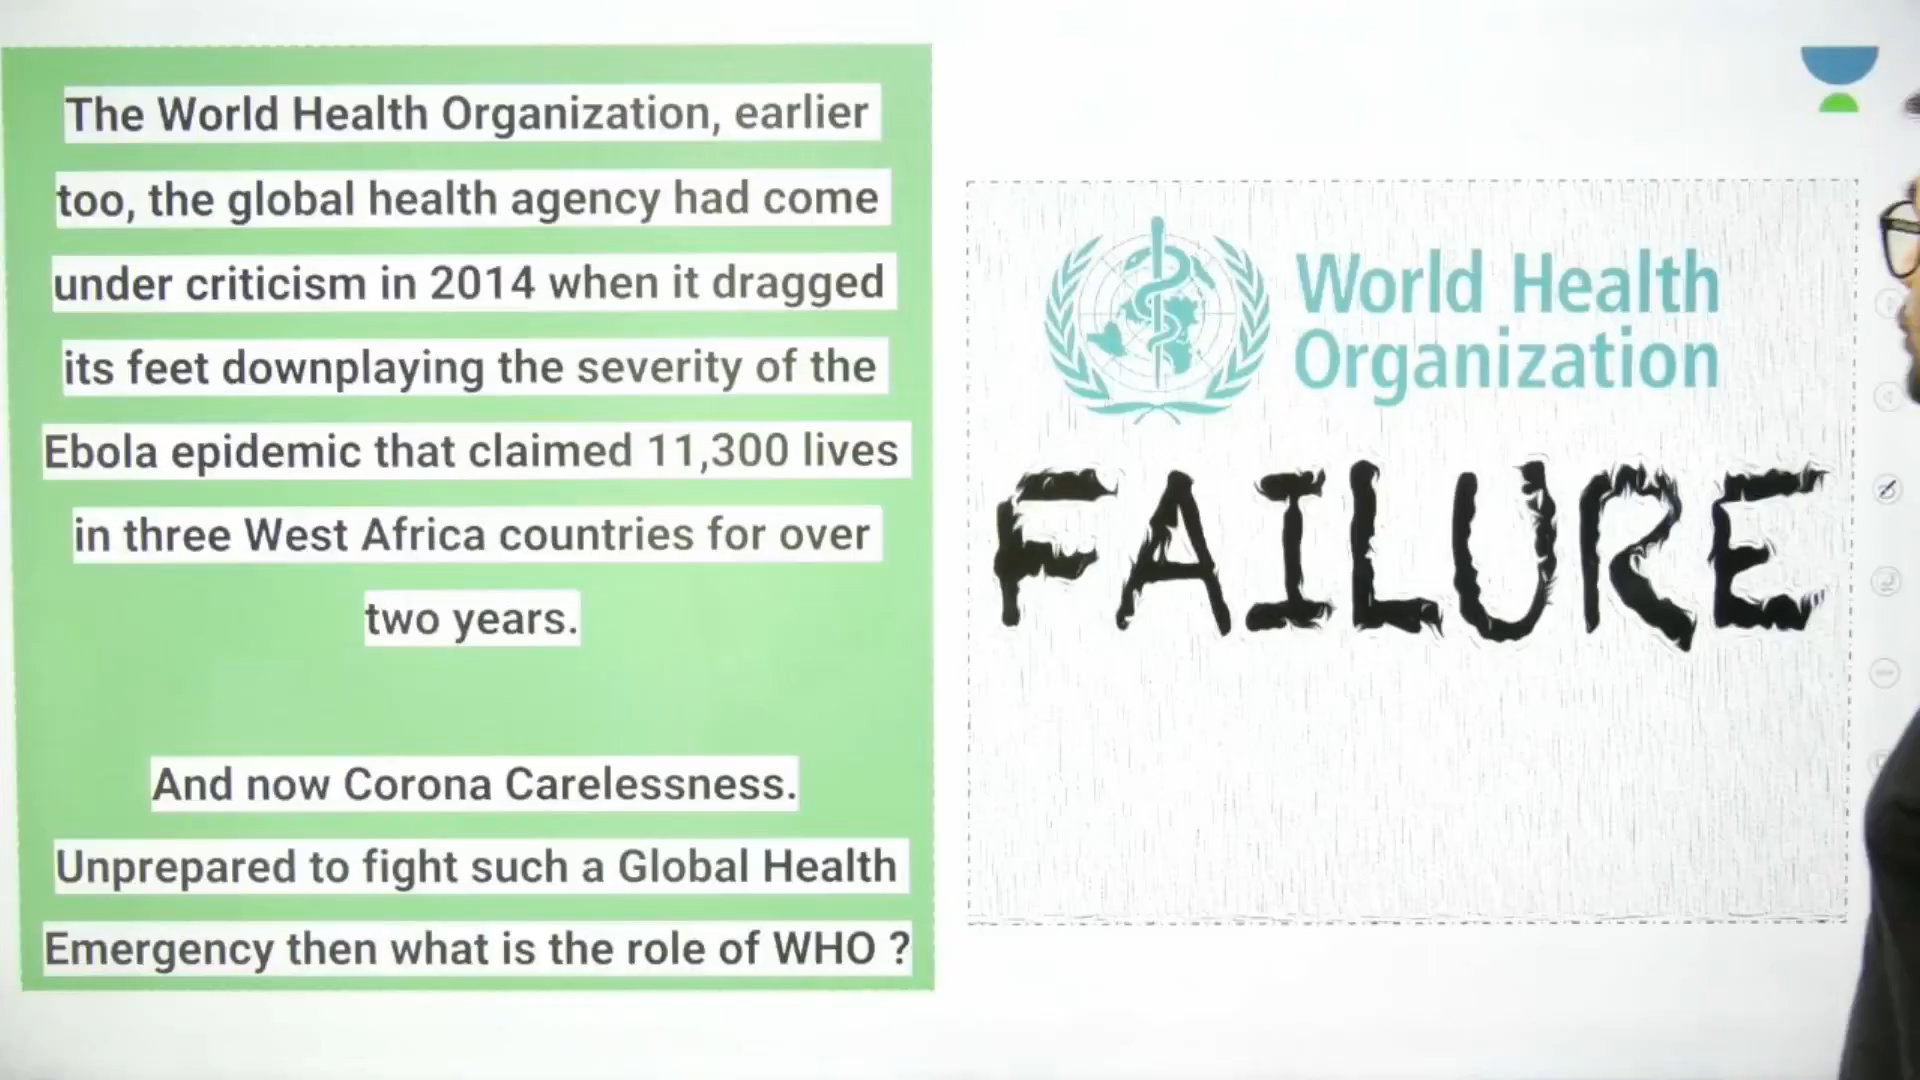 The World Health Organization, earlier
too, the global health agency had come
under criticism in 2014 when it dragged
its feet downplaying the severity of the
Ebola epidemic that claimed 11,300 lives
in three West Africa countries for over
two years.
And now Corona Carelessness.
Unprepared to fight such a Global Health
Emergency then what is the role of WHO ?
World Health
Organization
FAILURE